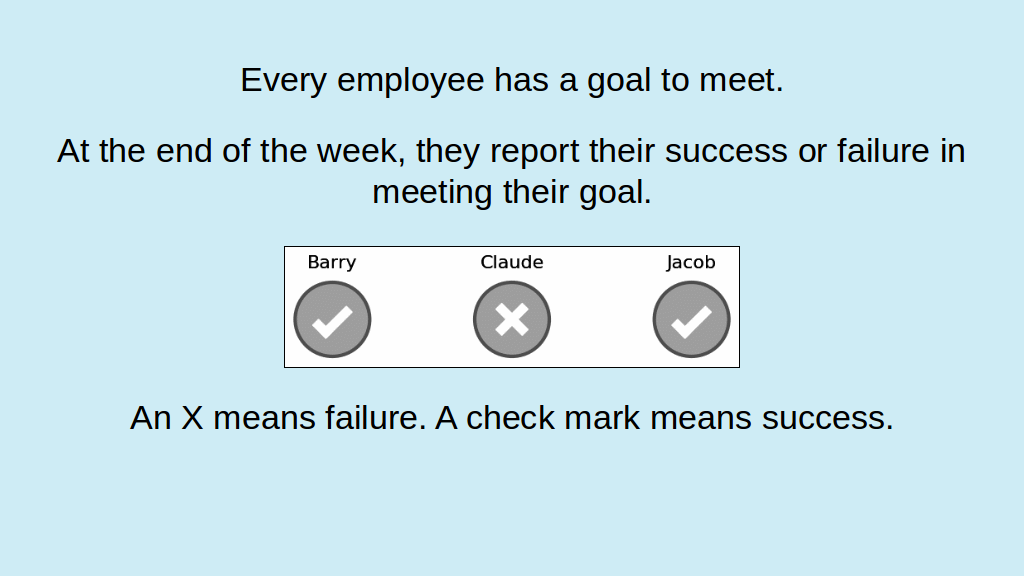 Every employee has a goal to meet.
At the end of the week, they report their success or failure in
meeting their goal.
Barry Claude Jacob
An X means failure. A check mark means success.